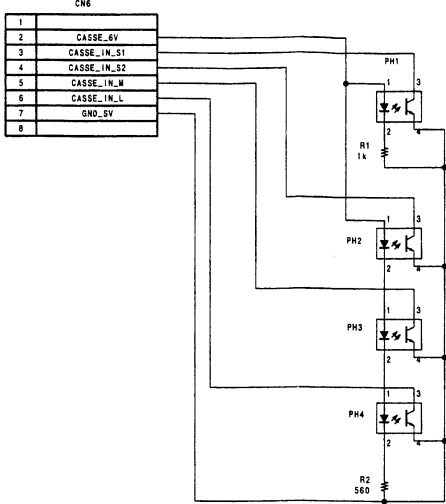 CN6
1
2 CASSE_6V
3 CASSE_IN_S1
4 CASSE_IN_S2
5 CASSE_IN_M
6 CASSE_IN_L
7 GND_SV
8
PH1
1 3
2 4
R1
1k
PH2
1 3
2 4
PH3
1 3
2 4
PH4
1 3
2 4
R2
560